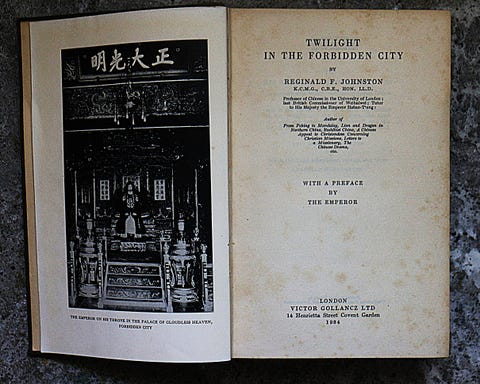 正大光明
THE EMPEROR ON HIS THRONE IN THE PALACE OF CLOUDLESS HEAVEN,
FORBIDDEN CITY
TWILIGHT
IN THE FORBIDDEN CITY
BY
REGINALD F. JOHNSTON
K.C.M.G., C.B.E., HON. LL.D.
Professor of Chinese in the University of London;
last British Commissioner of Weihaiwei; Tutor
to His Majesty the Emperor Hsüan-T'ung;
Author of
From Peking to Mandalay, Lion and Dragon in
Northern China, Buddhist China, A Chinese
Appeal to Christendom Concerning
Christian Missions, Letters to
a Missionary, The
Chinese Drama,
etc.
WITH A PREFACE
BY
THE EMPEROR
LONDON
VICTOR GOLLANCZ LTD
14 Henrietta Street Covent Garden
1934